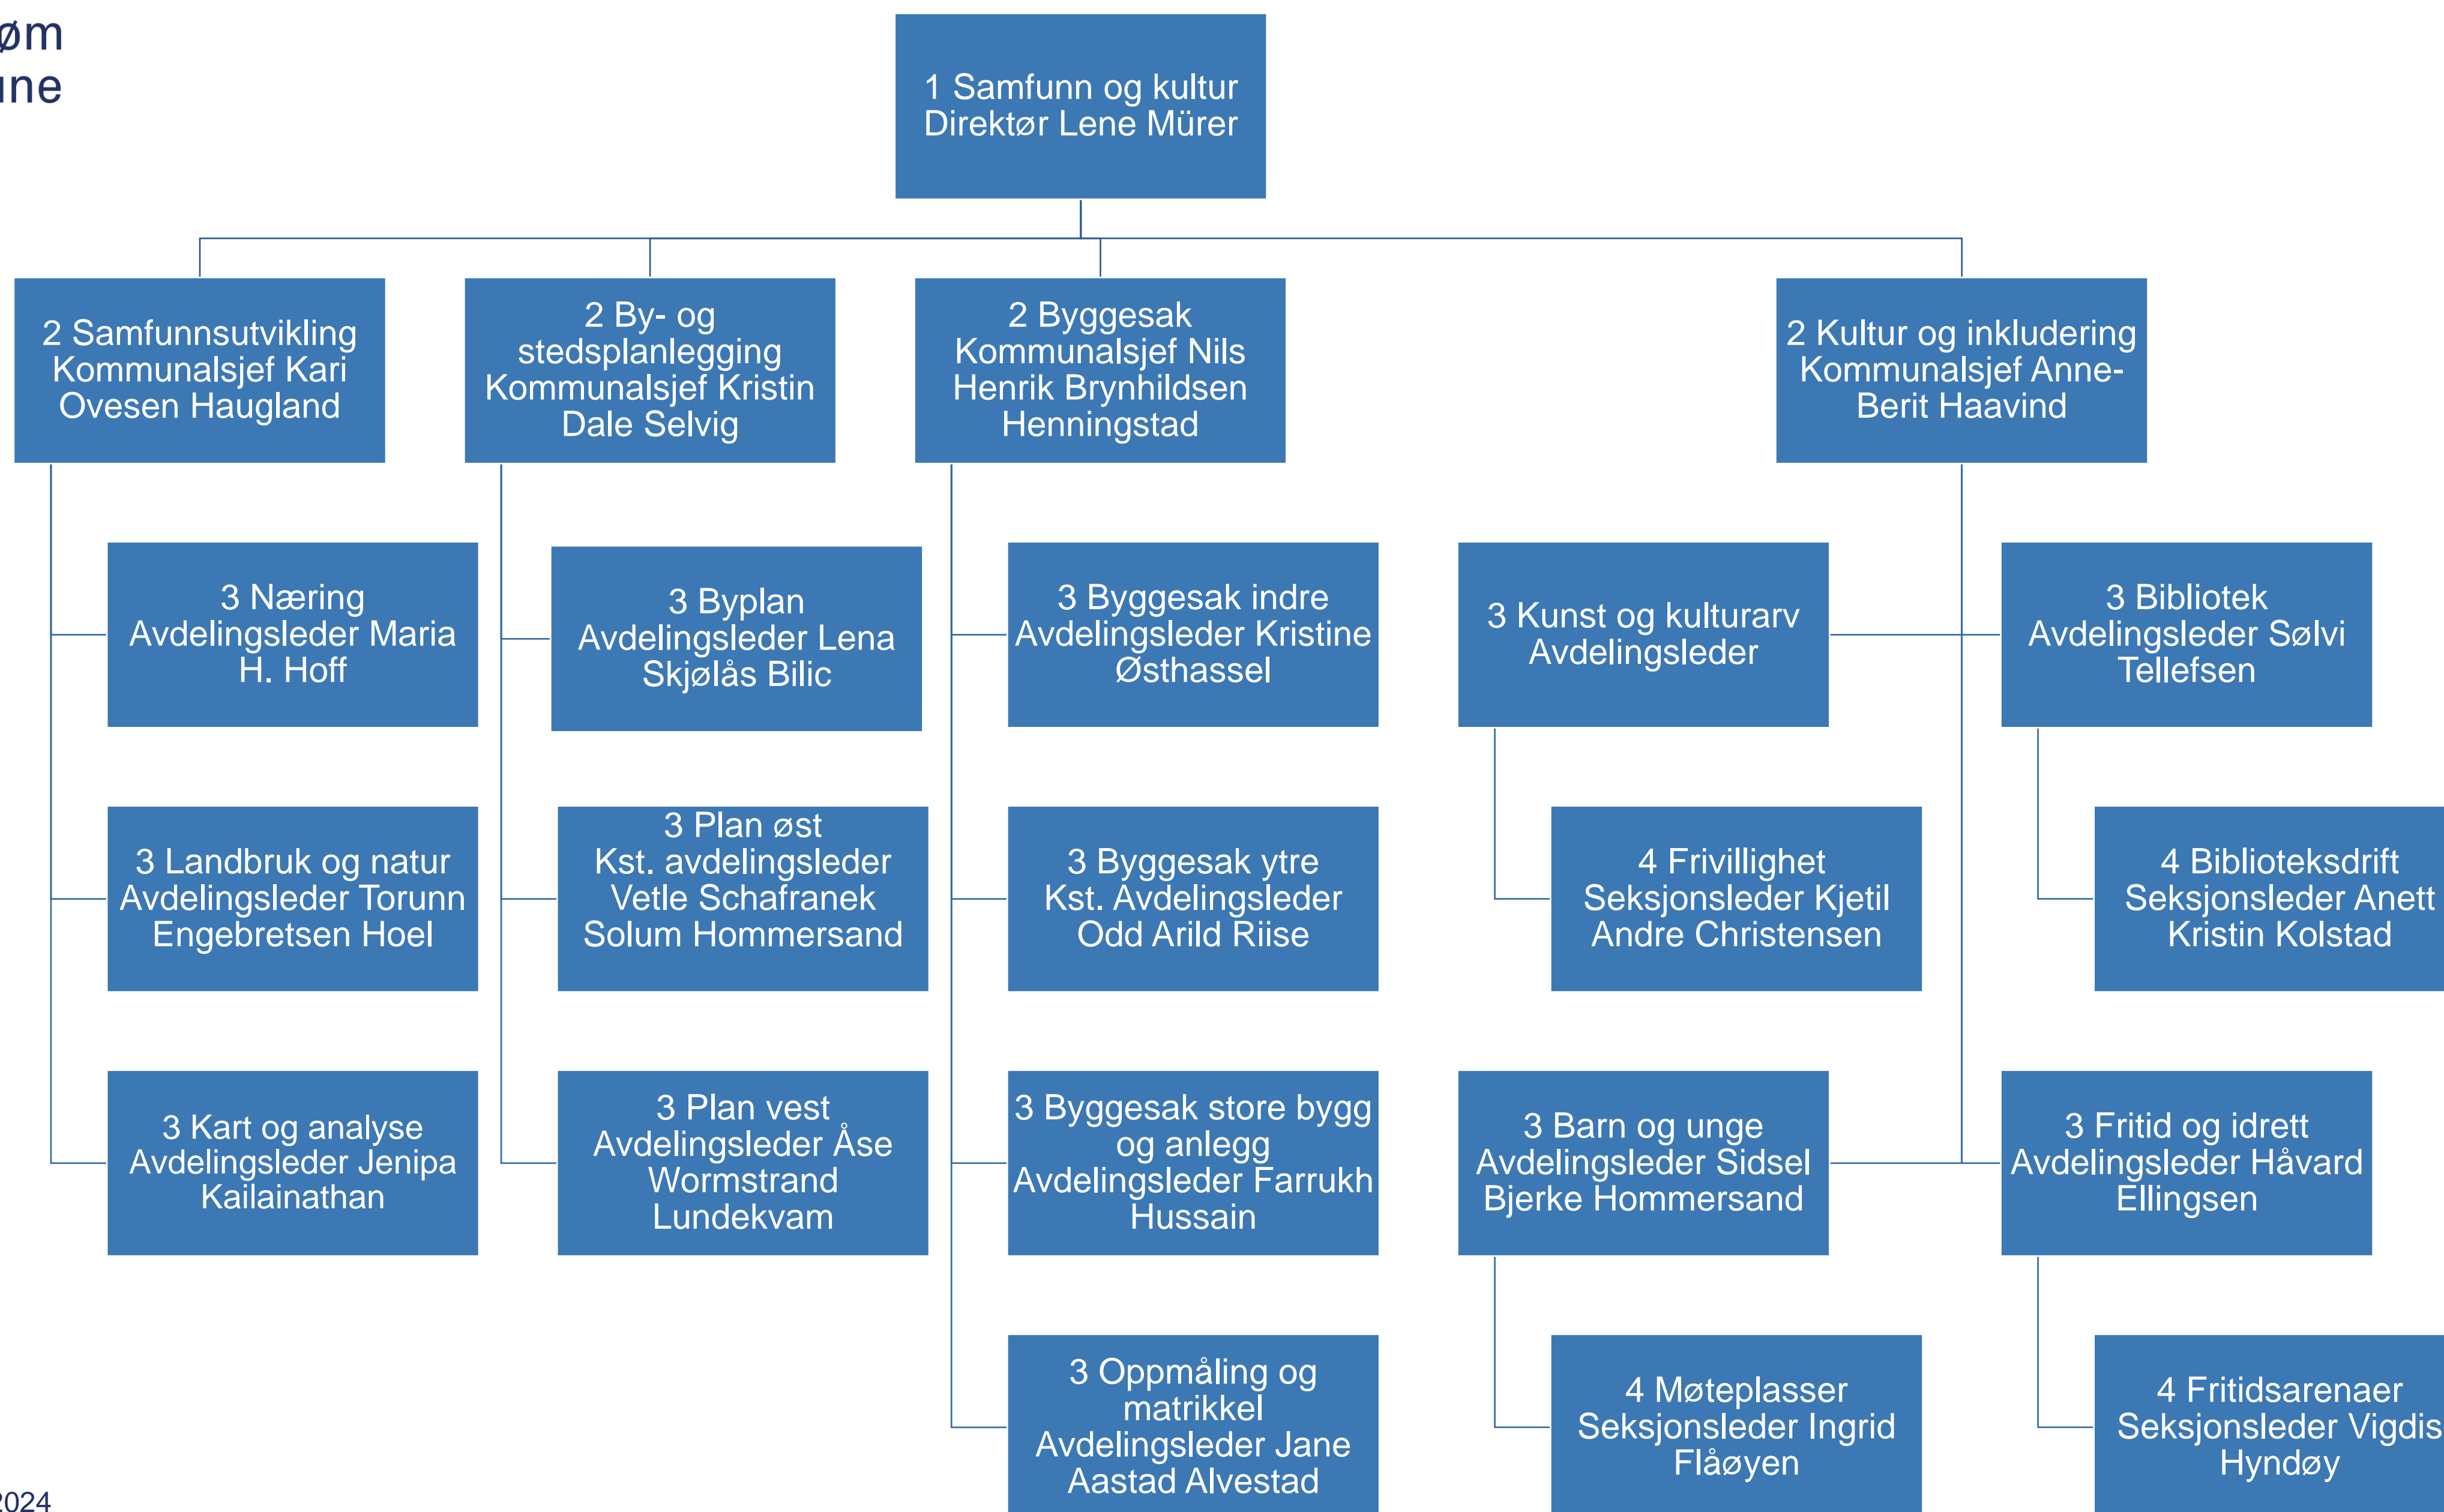 øm
une
1 Samfunn og kultur
Direktør Lene Mürer
2 Samfunnsutvikling
Kommunalsjef Kari
Ovesen Haugland
2 By- og
stedsplanlegging
Kommunalsjef Kristin
Dale Selvig
2 Byggesak
Kommunalsjef Nils
Henrik Brynhildsen
Henningstad
2 Kultur og inkludering
Kommunalsjef Anne-
Berit Haavind
3 Næring
Avdelingsleder Maria
H. Hoff
3 Byplan
Avdelingsleder Lena
Skjølås Bilic
3 Byggesak indre
Avdelingsleder Kristine
Østhassel
3 Kunst og kulturarv
Avdelingsleder
3 Bibliotek
Avdelingsleder Sølvi
Tellefsen
3 Landbruk og natur
Avdelingsleder Torunn
Engebretsen Hoel
3 Plan øst
Kst. avdelingsleder
Vetle Schafranek
Solum Hommersand
3 Byggesak ytre
Kst. Avdelingsleder
Odd Arild Riise
4 Frivillighet
Seksjonsleder Kjetil
Andre Christensen
4 Biblioteksdrift
Seksjonsleder Anett
Kristin Kolstad
3 Kart og analyse
Avdelingsleder Jenipa
Kailainathan
3 Plan vest
Avdelingsleder Åse
Wormstrand
Lundekvam
3 Byggesak store bygg
og anlegg
Avdelingsleder Farrukh
Hussain
3 Barn og unge
Avdelingsleder Sidsel
Bjerke Hommersand
3 Fritid og idrett
Avdelingsleder Håvard
Ellingsen
3 Oppmåling og
matrikkel
Avdelingsleder Jane
Aastad Alvestad
4 Møteplasser
Seksjonsleder Ingrid
Flåøyen
4 Fritidsarenaer
Seksjonsleder Vigdis
Hyndøy
2024